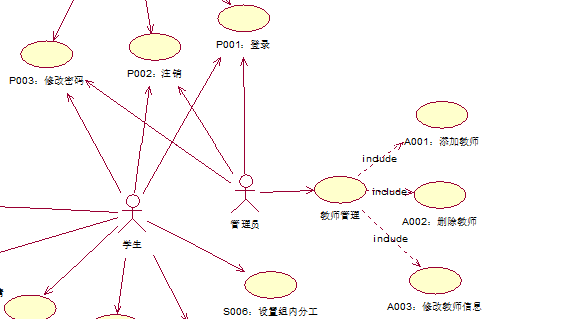 P001：登录
P002：注销
P003：修改密码
A001：添加教师
include
include
教师管理
A002：删除教师
管理员
include
学生
A003：修改教师信息
S006：设置组内分工